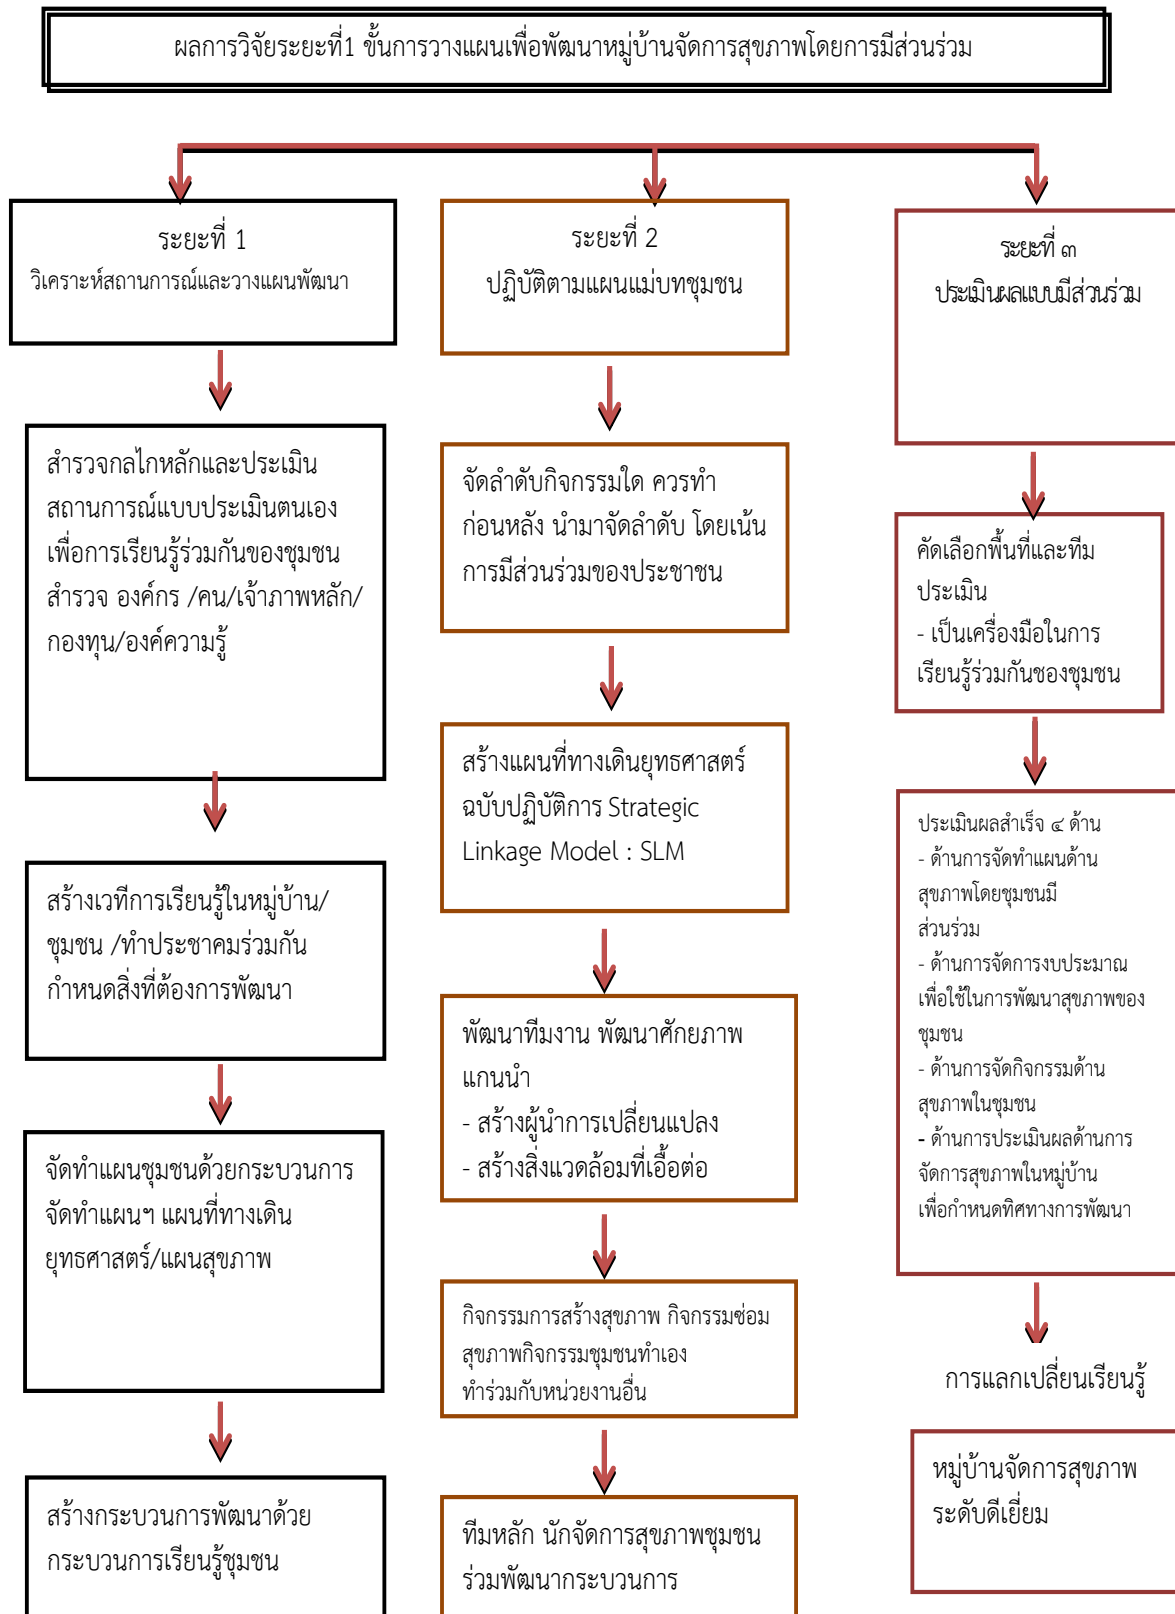 ผลการวิจัยระยะที่1 ขั้นการวางแผนเพื่อพัฒนาหมู่บ้านจัดการสุขภาพโดยการมีส่วนร่วม
ระยะที่ 1
วิเคราะห์สถานการณ์และวางแผนพัฒนา
สำรวจกลไกหลักและประเมิน
สถานการณ์แบบประเมินตนเอง
เพื่อการเรียนรู้ร่วมกันของชุมชน
สำรวจ องค์กร /คน/เจ้าภาพหลัก/
กองทุน/องค์ความรู้
สร้างเวทีการเรียนรู้ในหมู่บ้าน/
ชุมชน /ทำประชาคมร่วมกัน
กำหนดสิ่งที่ต้องการพัฒนา
จัดทำแผนชุมชนด้วยกระบวนการ
จัดทำแผนฯ แผนที่ทางเดิน
ยุทธศาสตร์/แผนสุขภาพ
สร้างกระบวนการพัฒนาด้วย
กระบวนการเรียนรู้ชุมชน
ระยะที่ 2
ปฏิบัติตามแผนแม่บทชุมชน
จัดลำดับกิจกรรมใด ควรทำ
ก่อนหลัง นำมาจัดลำดับ โดยเน้น
การมีส่วนร่วมของประชาชน
สร้างแผนที่ทางเดินยุทธศาสตร์
ฉบับปฏิบัติการ Strategic
Linkage Model : SLM
พัฒนาทีมงาน พัฒนาศักยภาพ
แกนนำ
- สร้างผู้นำการเปลี่ยนแปลง
- สร้างสิ่งแวดล้อมที่เอื้อต่อ
กิจกรรมการสร้างสุขภาพ กิจกรรมซ่อม
สุขภาพกิจกรรมชุมชนทำเอง
ทำร่วมกับหน่วยงานอื่น
ทีมหลัก นักจัดการสุขภาพชุมชน
ร่วมพัฒนากระบวนการ
ระยะที่ ๓
ประเมินผลแบบมีส่วนร่วม
คัดเลือกพื้นที่และทีม
ประเมิน
- เป็นเครื่องมือในการ
เรียนรู้ร่วมกันชองชุมชน
ประเมินผลสำเร็จ ๔ ด้าน
- ด้านการจัดทำแผนด้าน
สุขภาพโดยชุมชนมี
ส่วนร่วม
- ด้านการจัดการงบประมาณ
เพื่อใช้ในการพัฒนาสุขภาพของ
ชุมชน
- ด้านการจัดกิจกรรมด้าน
สุขภาพในชุมชน
- ด้านการประเมินผลด้านการ
จัดการสุขภาพในหมู่บ้าน
เพื่อกำหนดทิศทางการพัฒนา
การแลกเปลี่ยนเรียนรู้
หมู่บ้านจัดการสุขภาพ
ระดับดีเยี่ยม